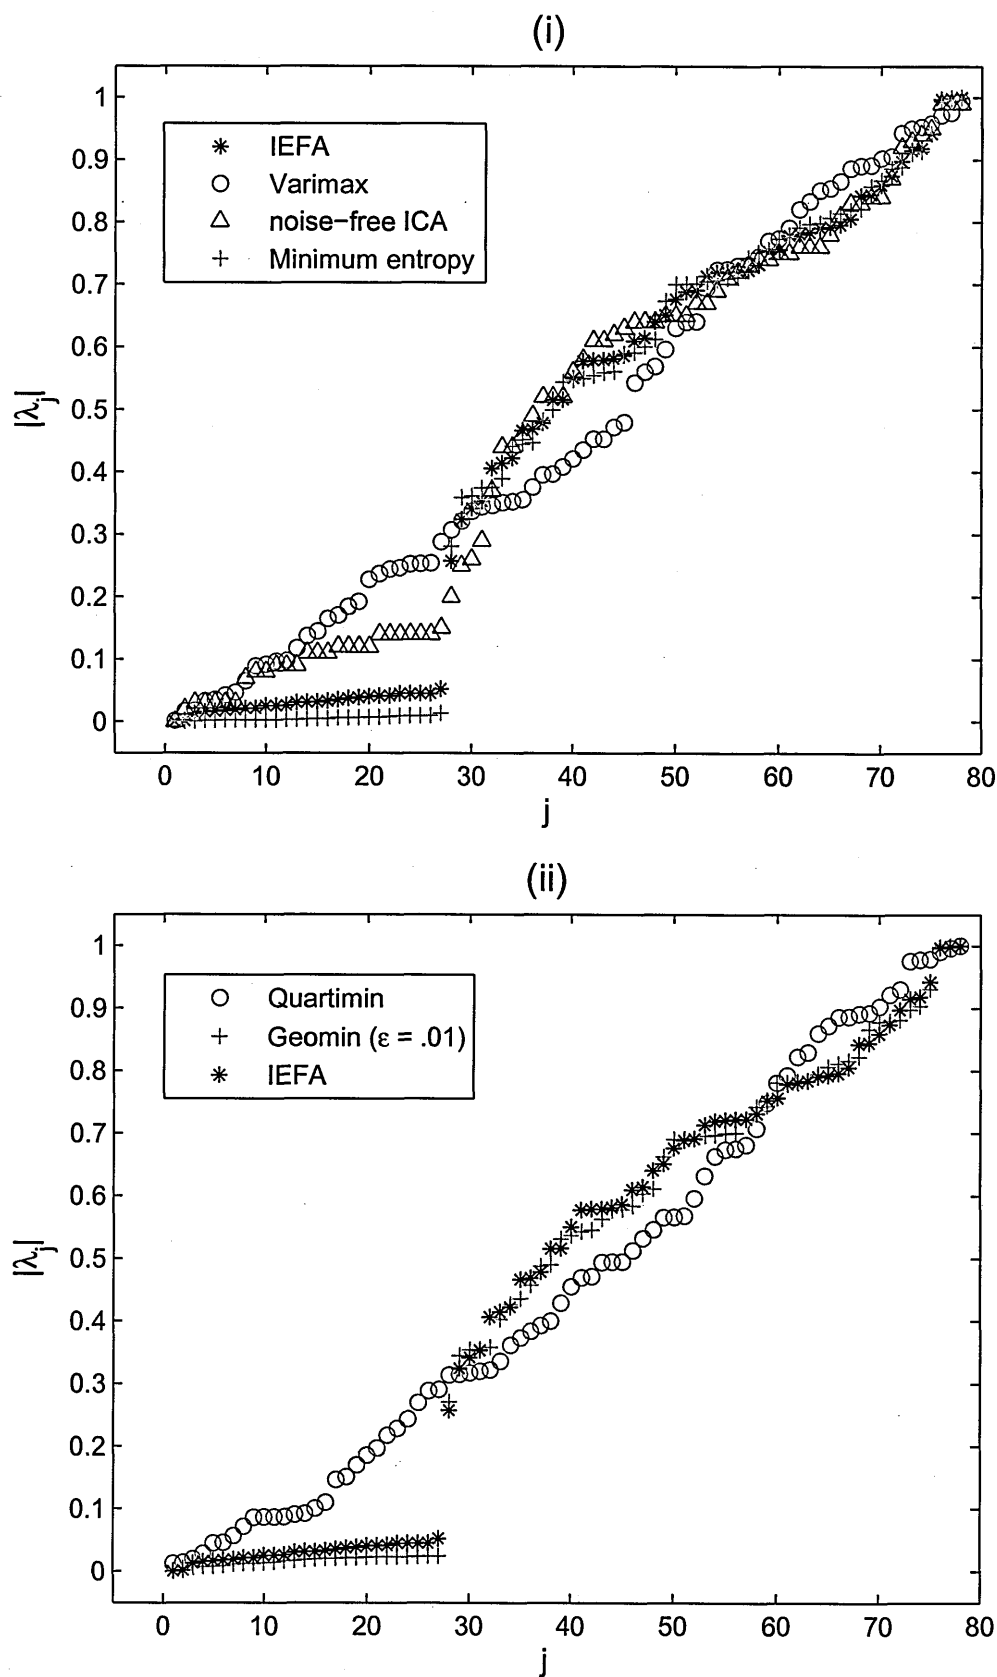 (i)
1
0.9
0.8
0.7
0.6
0.5
0.4
0.3
0.2
0.1
0
|λj|
IEFA
Varimax
noise−free ICA
Minimum entropy
0 10 20 30 40 50 60 70 80
j
(ii)
1
0.9
0.8
0.7
0.6
0.5
0.4
0.3
0.2
0.1
0
|λj|
Quartimin
Geomin (ε = .01)
IEFA
0 10 20 30 40 50 60 70 80
j